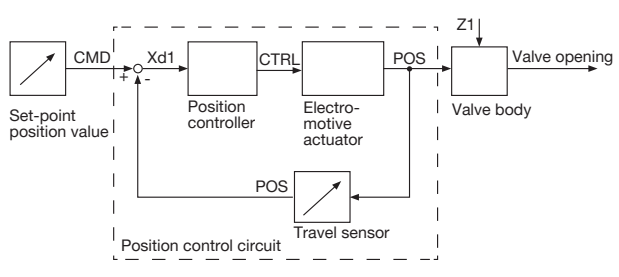 Z1
CMD
Xd1
CTRL
POS
Valve opening
+
-
Set-point
position value
Position
controller
Electro-
motive
actuator
Valve body
POS
Travel sensor
Position control circuit